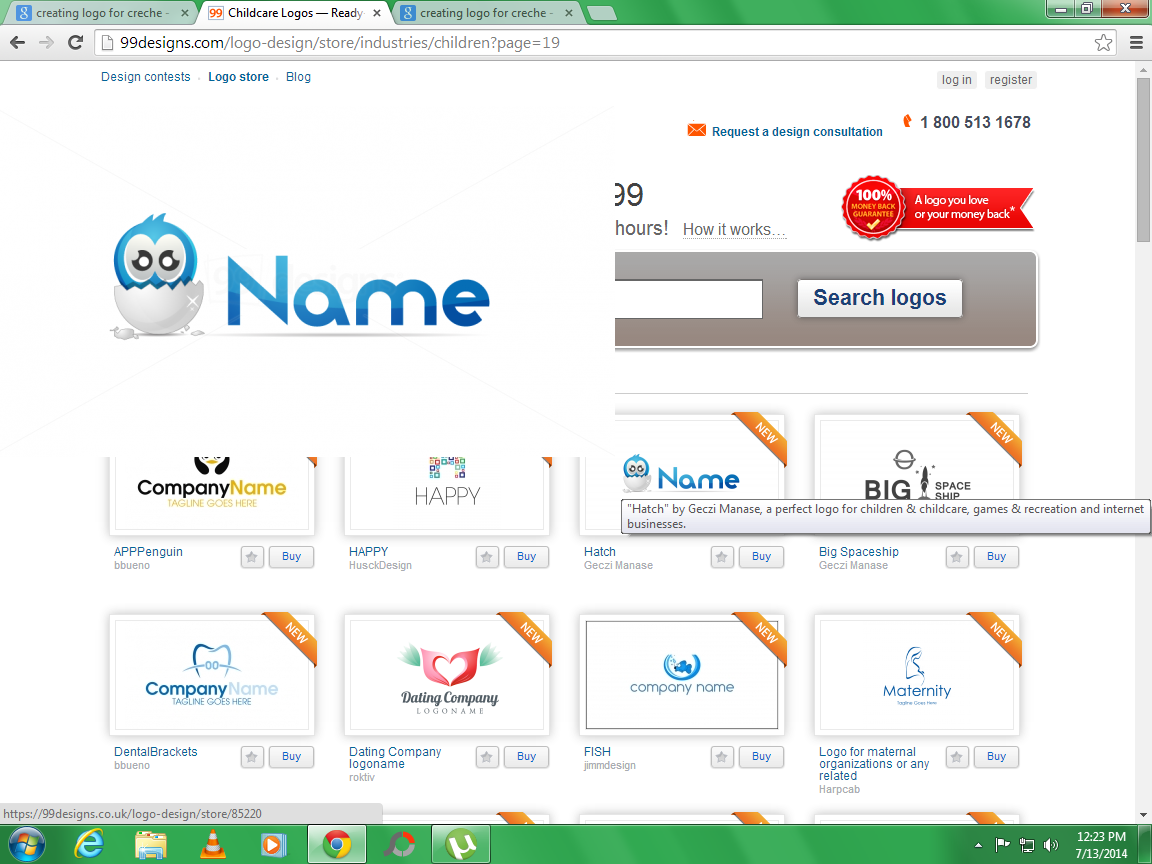 creating logo for creche -
99 Childcare Logos — Ready
creating logo for creche -
99designs.com/logo-design/store/industries/children?page=19
Design contests · Logo store · Blog
log in register
Request a design consultation
1 800 513 1678
99
100%
MONEY BACK
GUARANTEE
A logo you love
or your money back*
hours! How it works...
Name
Search logos
NEW
NEW
CompanyName
TAGLINE GOES HERE
HAPPY
Name
BIG SPACE
SHIP
"Hatch" by Geczi Manase, a perfect logo for children & childcare, games & recreation and internet
businesses.
APPPenguin
bbueno
Buy
HAPPY
HusckDesign
Buy
Hatch
Geczi Manase
Buy
Big Spaceship
Geczi Manase
Buy
NEW
NEW
NEW
NEW
CompanyName
TAGLINE GOES HERE
Dating Company
LOGONAME
company name
Maternity
Tagline Goes Here
DentalBrackets
bbueno
Buy
Dating Company
logoname
roktiv
Buy
FISH
jimmdesign
Buy
Logo for maternal
organizations or any
related
Harpcab
Buy
https://99designs.co.uk/logo-design/store/85220
12:23 PM
7/13/2014